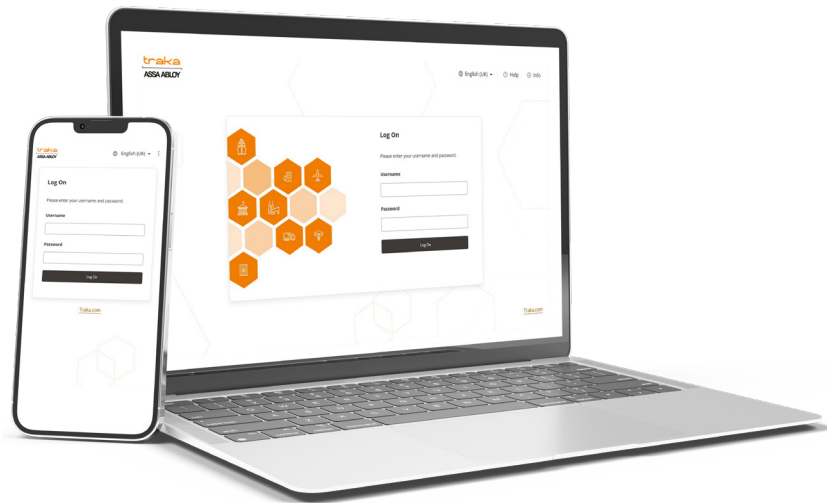 traka
ASSA ABLOY
English (UK)
Help
Info
Log On
Please enter your username and password.
Username
Password
Log On
Traka.com
traka
ASSA ABLOY
English (UK)
Log On
Please enter your username and password.
Username
Password
Log On
Traka.com